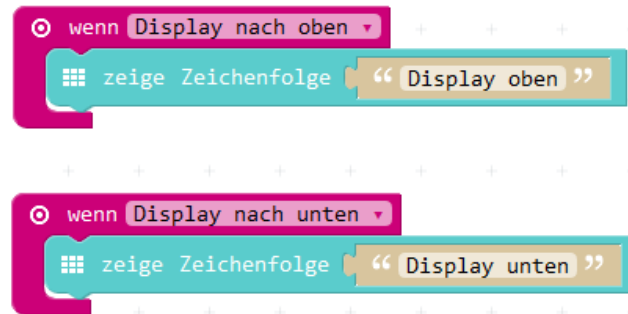 wenn Display nach oben
zeige Zeichenfolge “ Display oben ”
wenn Display nach unten
zeige Zeichenfolge “ Display unten ”